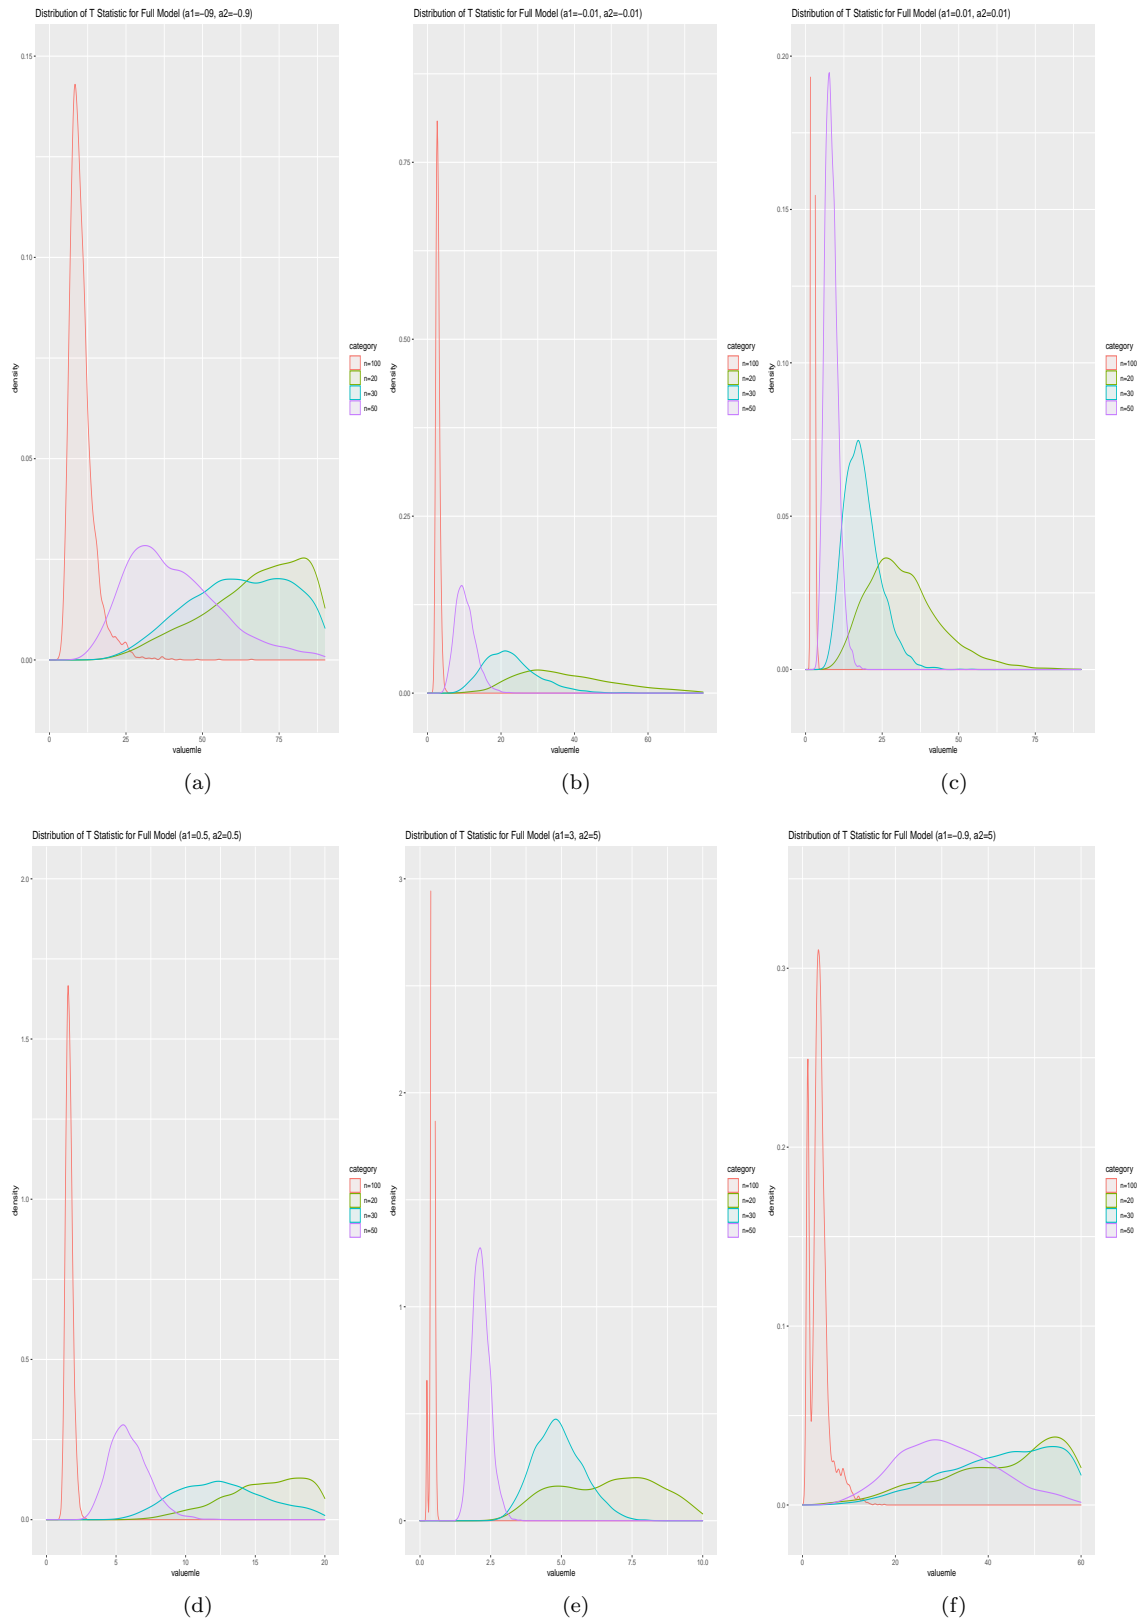 Distribution of T Statistic for Full Model (a1=−09, a2=−0.9)
0.15
0.10
0.05
0.00
density
0
25
50
75
valuemle
category
n=100
n=20
n=30
n=50
(a)
Distribution of T Statistic for Full Model (a1=−0.01, a2=−0.01)
0.75
0.50
0.25
0.00
density
0
20
40
60
valuemle
category
n=100
n=20
n=30
n=50
(b)
Distribution of T Statistic for Full Model (a1=0.01, a2=0.01)
0.20
0.15
0.10
0.05
0.00
density
0
25
50
75
valuemle
category
n=100
n=20
n=30
n=50
(c)
Distribution of T Statistic for Full Model (a1=0.5, a2=0.5)
2.0
1.5
1.0
0.5
0.0
density
0
5
10
15
20
valuemle
category
n=100
n=20
n=30
n=50
(d)
Distribution of T Statistic for Full Model (a1=3, a2=5)
3
2
1
0
density
0.0
2.5
5.0
7.5
10.0
valuemle
category
n=100
n=20
n=30
n=50
(e)
Distribution of T Statistic for Full Model (a1=−0.9, a2=5)
0.3
0.2
0.1
0.0
density
0
20
40
60
valuemle
category
n=100
n=20
n=30
n=50
(f)